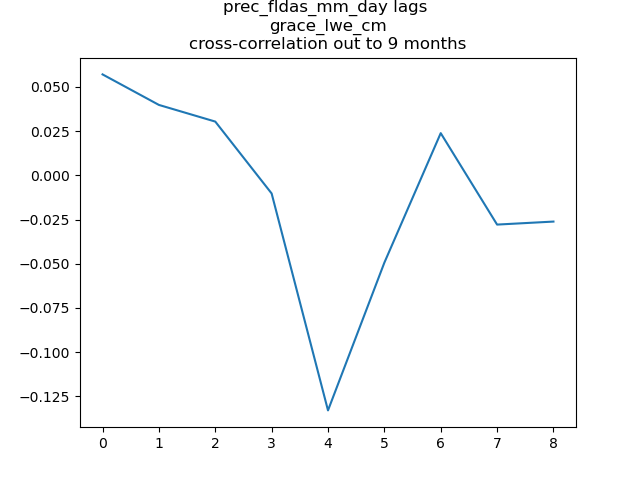 prec_fldas_mm_day lags
grace_lwe_cm
cross-correlation out to 9 months
0.050
0.025
0.000
−0.025
−0.050
−0.075
−0.100
−0.125
0 1 2 3 4 5 6 7 8